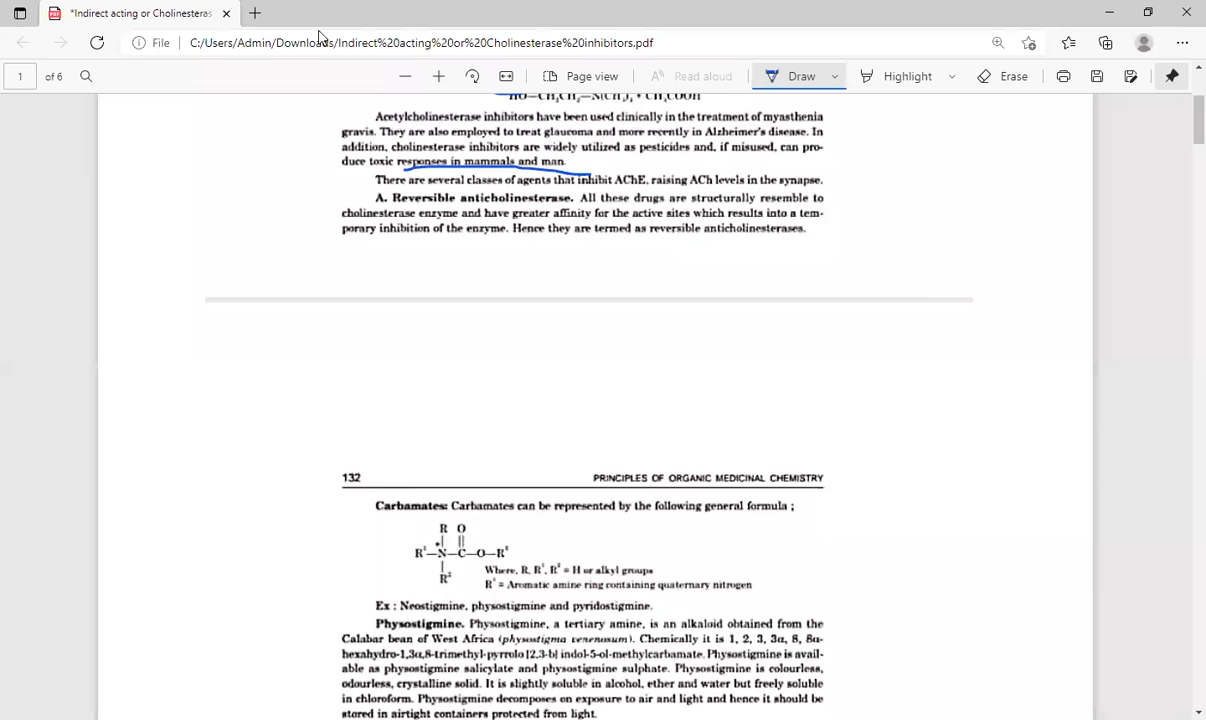 *Indirect acting or Cholinesteras
File
C:/Users/Admin/Downloads/Indirect%20acting%20or%20Cholinesterase%20inhibitors.pdf
1 of 6
Page view
Read aloud
Draw
Highlight
Erase
HO—CH2CH2—N(CH3)3 + CH3COOH
Acetylcholinesterase inhibitors have been used clinically in the treatment of myasthenia
gravis. They are also employed to treat glaucoma and more recently in Alzheimer's disease. In
addition, cholinesterase inhibitors are widely utilized as pesticides and, if misused, can pro-
duce toxic responses in mammals and man.
There are several classes of agents that inhibit AChE, raising ACh levels in the synapse.
A. Reversible anticholinesterase. All these drugs are structurally resemble to
cholinesterase enzyme and have greater affinity for the active sites which results into a tem-
porary inhibition of the enzyme. Hence they are termed as reversible anticholinesterases.
132
PRINCIPLES OF ORGANIC MEDICINAL CHEMISTRY
Carbamates: Carbamates can be represented by the following general formula ;
R O
R¹—N—C—O—R³
R²
Where, R, R¹, R² = H or alkyl groups
R³ = Aromatic amine ring containing quaternary nitrogen
Ex : Neostigmine, physostigmine and pyridostigmine.
Physostigmine. Physostigmine, a tertiary amine, is an alkaloid obtained from the
Calabar bean of West Africa (physostigma venenosum). Chemically it is 1, 2, 3, 3α, 8, 8α-
hexahydro-1,3α,8-trimethyl-pyrrolo [2,3-b] indol-5-ol-methylcarbamate. Physostigmine is avail-
able as physostigmine salicylate and physostigmine sulphate. Physostigmine is colourless,
odourless, crystalline solid. It is slightly soluble in alcohol, ether and water but freely soluble
in chloroform. Physostigmine decomposes on exposure to air and light and hence it should be
stored in airtight containers protected from light.